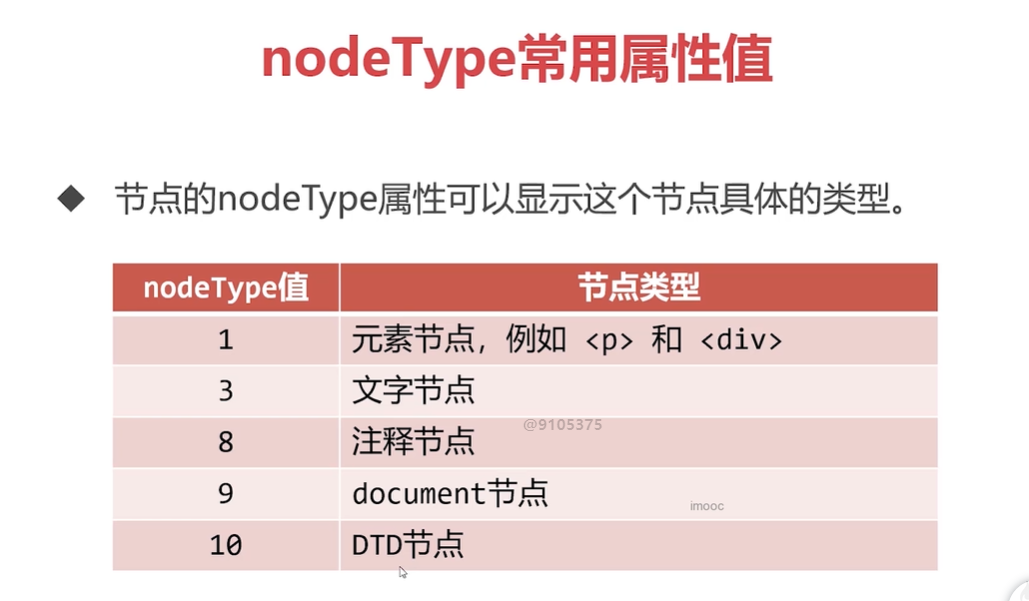 nodeType常用属性值
节点的nodeType属性可以显示这个节点具体的类型。
nodeType值 节点类型
1 元素节点，例如 <p> 和 <div>
3 文字节点
@9105375
8 注释节点
9 document节点
imooc
10 DTD节点